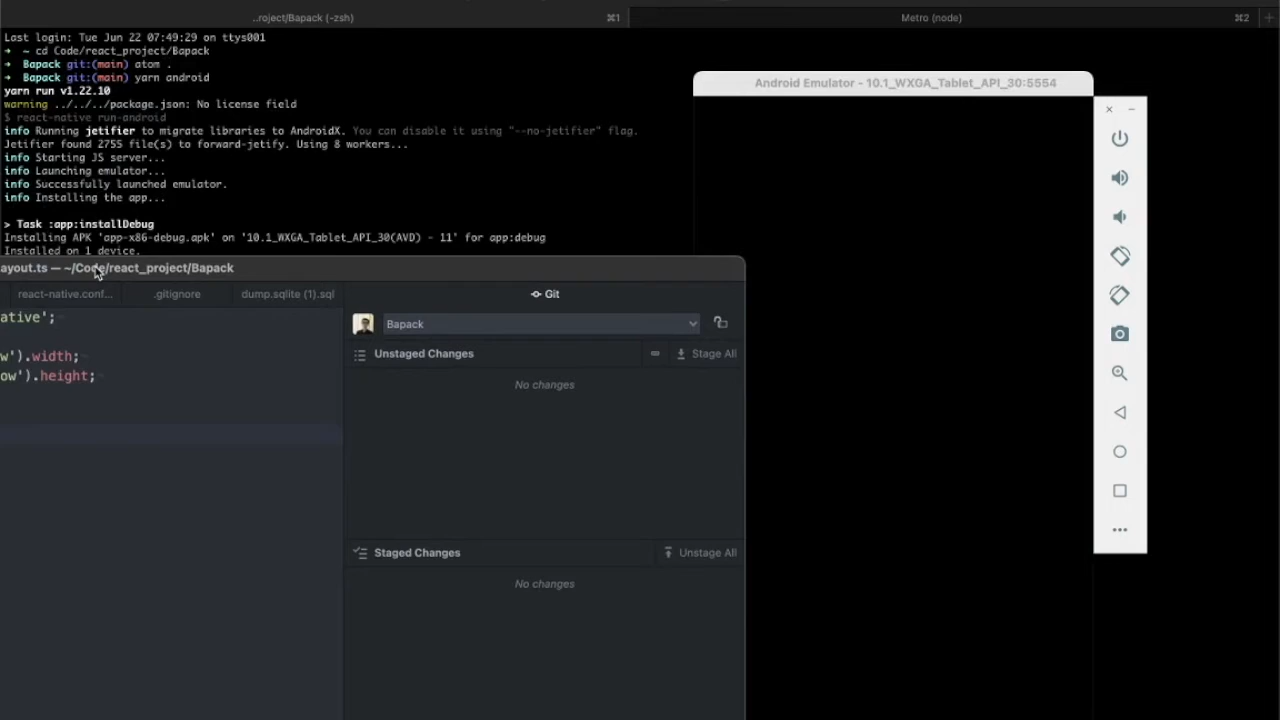 ..roject/Bapack (-zsh)
⌘1
Metro (node)
⌘2
Last login: Tue Jun 22 07:49:29 on ttys001
➜ ~ cd Code/react_project/Bapack
➜ Bapack git:(main) atom .
➜ Bapack git:(main) yarn android
yarn run v1.22.10
warning ../../../package.json: No license field
$ react-native run-android
info Running jetifier to migrate libraries to AndroidX. You can disable it using "--no-jetifier" flag.
Jetifier found 2755 file(s) to forward-jetify. Using 8 workers...
info Starting JS server...
info Launching emulator...
info Successfully launched emulator.
info Installing the app...
> Task :app:installDebug
Installing APK 'app-x86-debug.apk' on '10.1_WXGA_Tablet_API_30(AVD) - 11' for app:debug
Installed on 1 device.
Android Emulator - 10.1_WXGA_Tablet_API_30:5554
ayout.ts — ~/Code/react_project/Bapack
react-native.conf...
.gitignore
dump.sqlite (1).sql
Git
ative';
w').width;
ow').height;
Bapack
Unstaged Changes
Stage All
No changes
Staged Changes
Unstage All
No changes